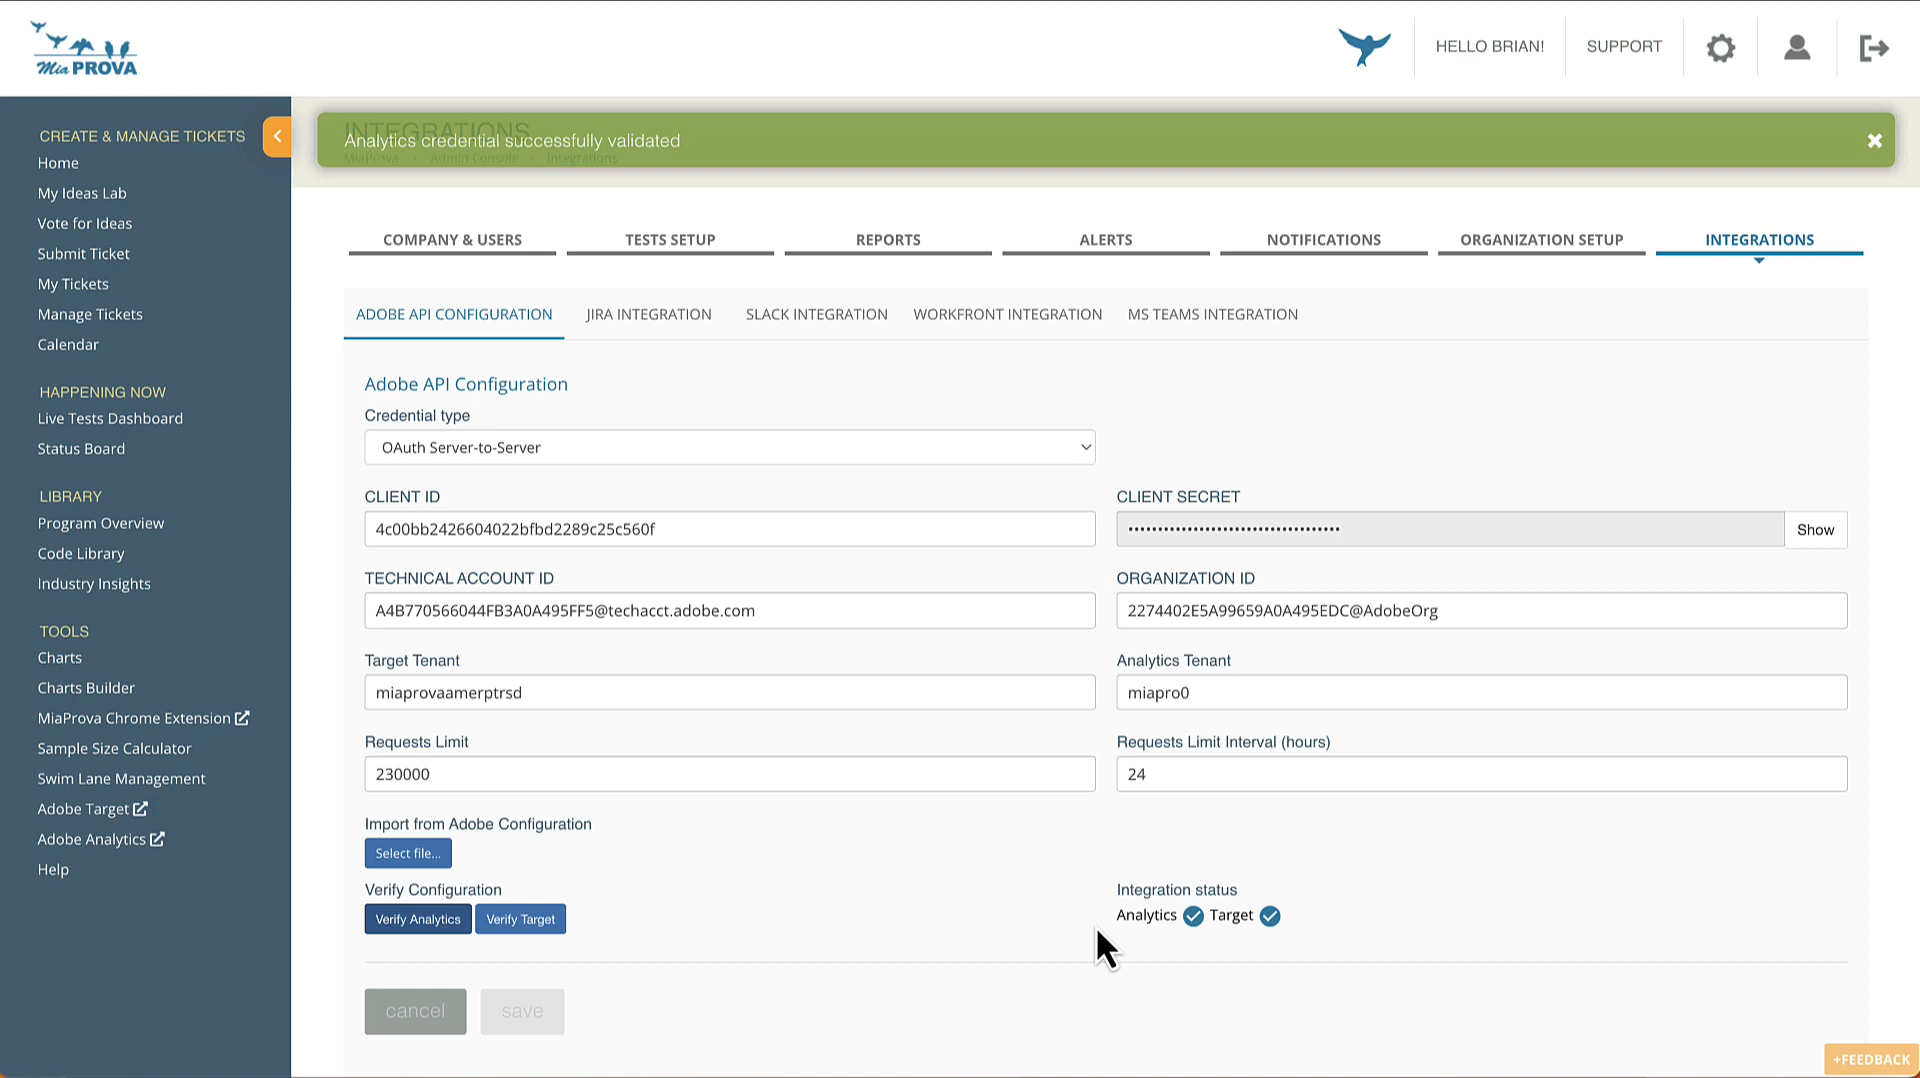 Mia PROVA
HELLO BRIAN!
SUPPORT
CREATE & MANAGE TICKETS
Home
My Ideas Lab
Vote for Ideas
Submit Ticket
My Tickets
Manage Tickets
Calendar
HAPPENING NOW
Live Tests Dashboard
Status Board
LIBRARY
Program Overview
Code Library
Industry Insights
TOOLS
Charts
Charts Builder
MiaProva Chrome Extension
Sample Size Calculator
Swim Lane Management
Adobe Target
Adobe Analytics
Help
INTEGRATIONS
Analytics credential successfully validated
MiaProva Admin Console Integrations
COMPANY & USERS
TESTS SETUP
REPORTS
ALERTS
NOTIFICATIONS
ORGANIZATION SETUP
INTEGRATIONS
ADOBE API CONFIGURATION
JIRA INTEGRATION
SLACK INTEGRATION
WORKFRONT INTEGRATION
MS TEAMS INTEGRATION
Adobe API Configuration
Credential type
OAuth Server-to-Server
CLIENT ID
4c00bb2426604022bfbd2289c25c560f
CLIENT SECRET
••••••••••••••••••••••••••••••••••••
Show
TECHNICAL ACCOUNT ID
A4B770566044FB3A0A495FF5@techacct.adobe.com
ORGANIZATION ID
2274402E5A99659A0A495EDC@AdobeOrg
Target Tenant
miaprovaamerptrsd
Analytics Tenant
miapro0
Requests Limit
230000
Requests Limit Interval (hours)
24
Import from Adobe Configuration
Select file...
Verify Configuration
Verify Analytics
Verify Target
Integration status
Analytics Target
cancel
save
+FEEDBACK